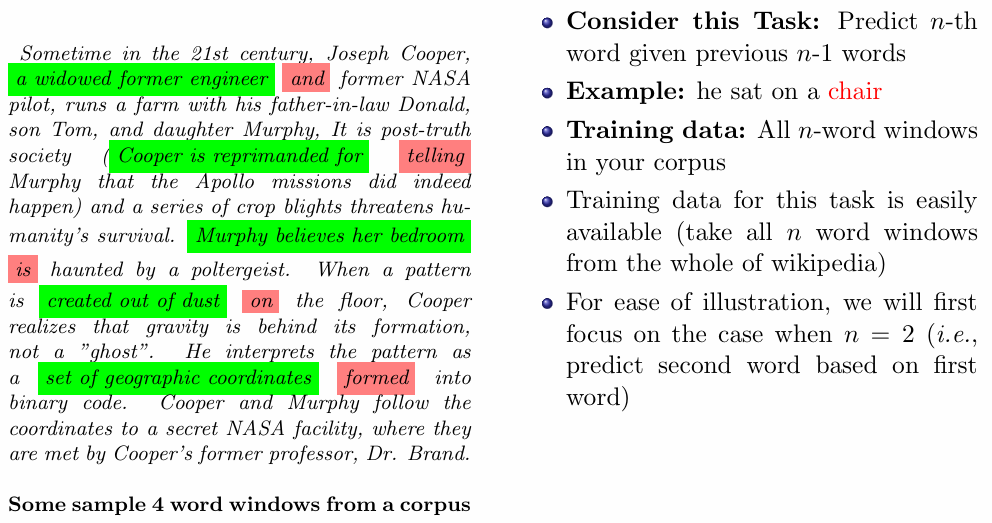 Sometime in the 21st century, Joseph Cooper,
a widowed former engineer and former NASA
pilot, runs a farm with his father-in-law Donald,
son Tom, and daughter Murphy, It is post-truth
society (Cooper is reprimanded for telling
Murphy that the Apollo missions did indeed
happen) and a series of crop blights threatens hu-
manity's survival. Murphy believes her bedroom
is haunted by a poltergeist. When a pattern
is created out of dust on the floor, Cooper
realizes that gravity is behind its formation,
not a ”ghost”. He interprets the pattern as
a set of geographic coordinates formed into
binary code. Cooper and Murphy follow the
coordinates to a secret NASA facility, where they
are met by Cooper's former professor, Dr. Brand.
Some sample 4 word windows from a corpus
Consider this Task: Predict n-th
word given previous n-1 words
Example: he sat on a chair
Training data: All n-word windows
in your corpus
Training data for this task is easily
available (take all n word windows
from the whole of wikipedia)
For ease of illustration, we will first
focus on the case when n = 2 (i.e.,
predict second word based on first
word)